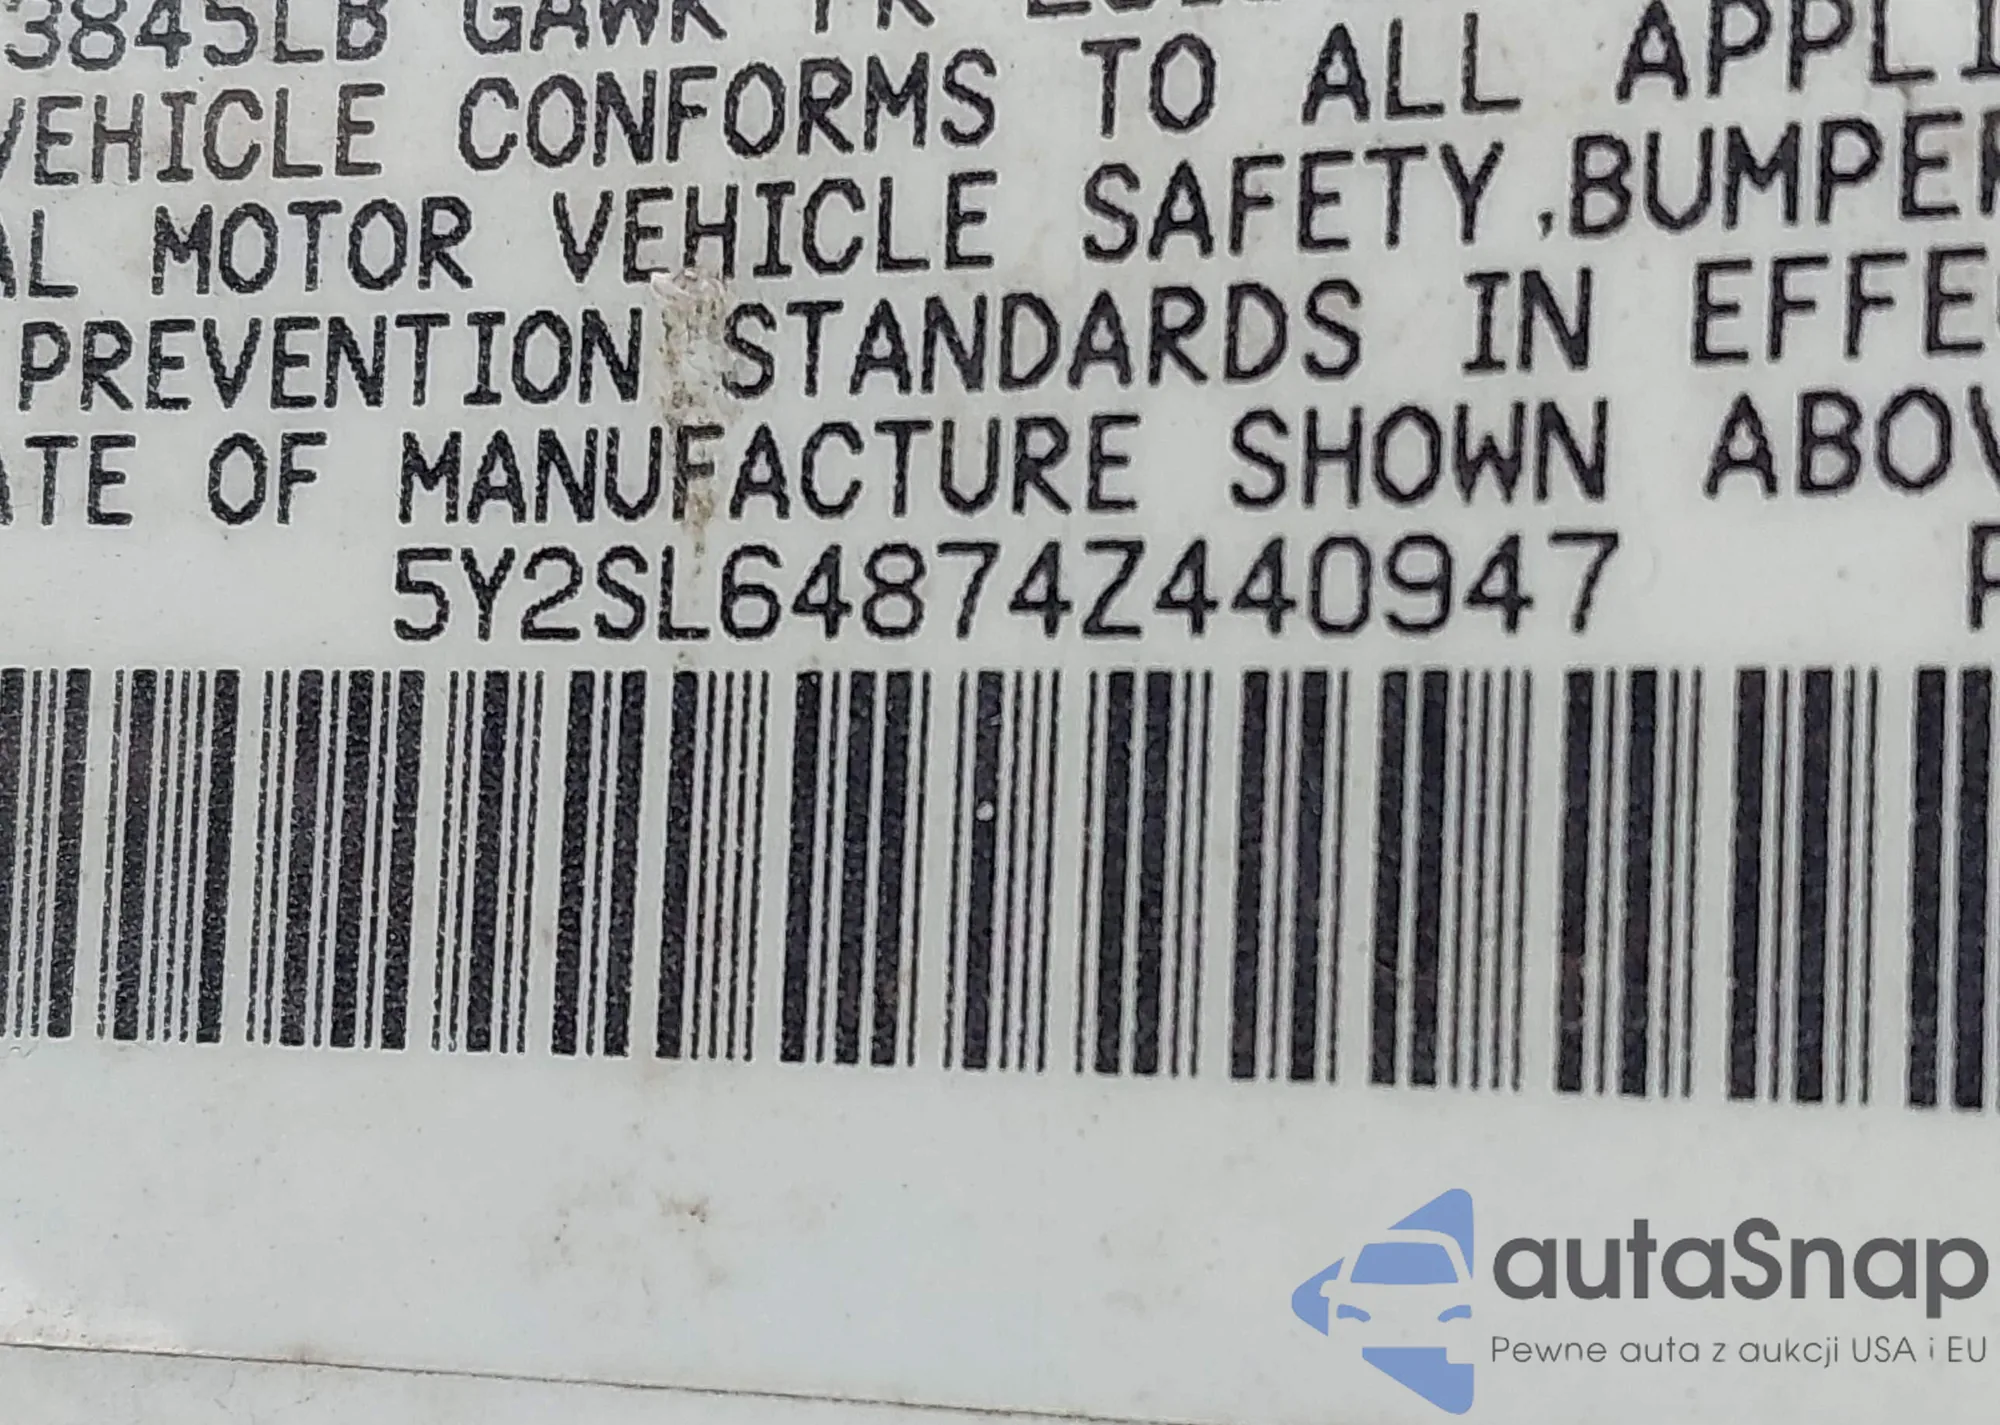 3845LB GAWR
VEHICLE CONFORMS TO ALL APPLI
AL MOTOR VEHICLE SAFETY,BUMPER
PREVENTION STANDARDS IN EFFE
ATE OF MANUFACTURE SHOWN ABOV
5Y2SL64874Z440947
autaSnap
Pewne auta z aukcji USA i EU